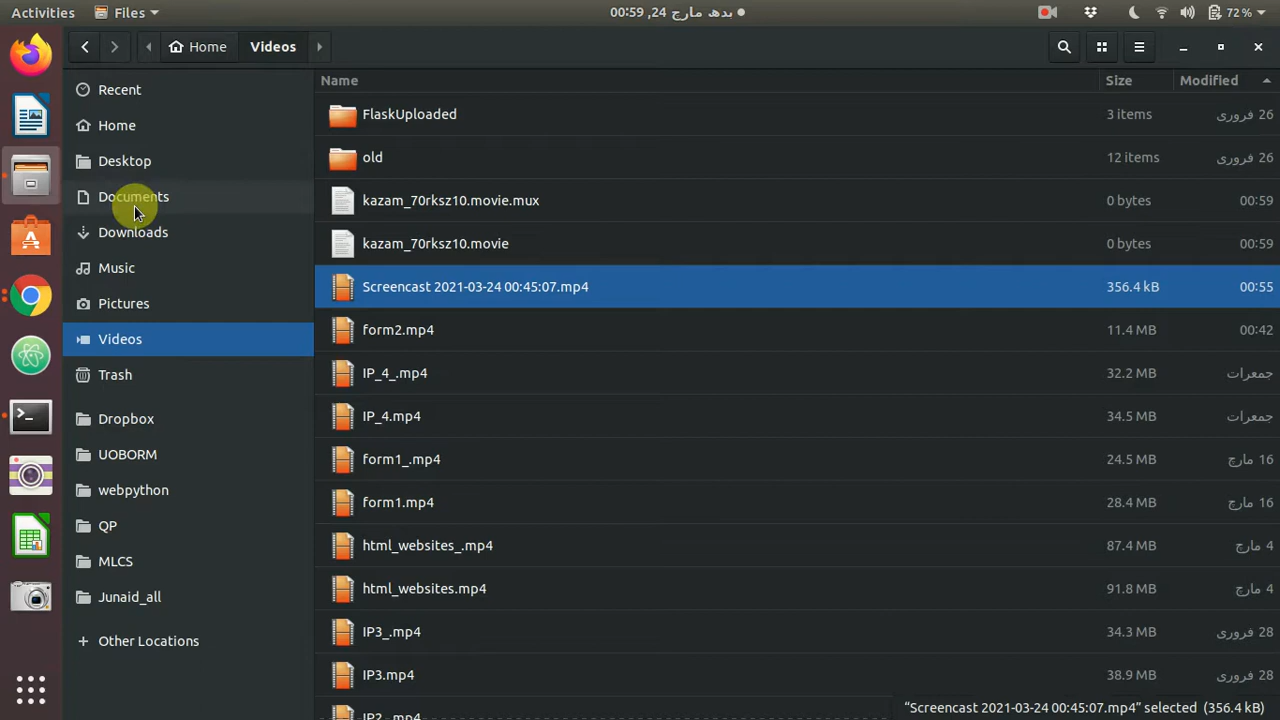 Activities Files بدھ مارچ 24, 00:59 72 %
Home Videos
Recent
Home
Desktop
Documents
Downloads
Music
Pictures
Videos
Trash
Dropbox
UOBORM
webpython
QP
MLCS
Junaid_all
Other Locations
Name Size Modified
FlaskUploaded 3 items 26 فروری
old 12 items 26 فروری
kazam_70rksz10.movie.mux 0 bytes 00:59
kazam_70rksz10.movie 0 bytes 00:59
Screencast 2021-03-24 00:45:07.mp4 356.4 kB 00:55
form2.mp4 11.4 MB 00:42
IP_4_.mp4 32.2 MB جمعرات
IP_4.mp4 34.5 MB جمعرات
form1_.mp4 24.5 MB 16 مارچ
form1.mp4 28.4 MB 16 مارچ
html_websites_.mp4 87.4 MB 4 مارچ
html_websites.mp4 91.8 MB 4 مارچ
IP3_.mp4 34.3 MB 28 فروری
IP3.mp4 38.9 MB 28 فروری
IP2_.mp4
“Screencast 2021-03-24 00:45:07.mp4” selected (356.4 kB)